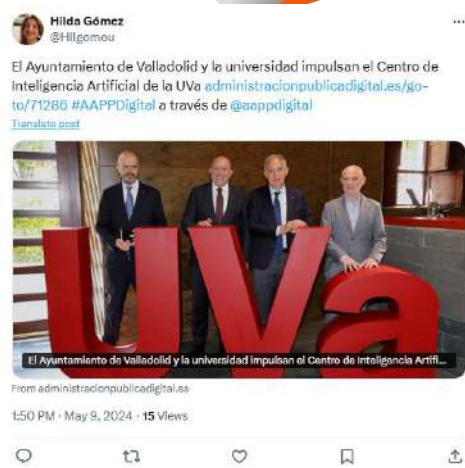 Hilda Gómez
@Hilgomou
El Ayuntamiento de Valladolid y la universidad impulsan el Centro de
Inteligencia Artificial de la UVa administracionpublicadigital.es/go-
to/71286 #AAPPDigital a través de @aappdigital
Translate post
UVa
El Ayuntamiento de Valladolid y la universidad impulsan el Centro de Inteligencia Artifi...
From administracionpublicadigital.es
1:50 PM · May 9, 2024 · 15 Views